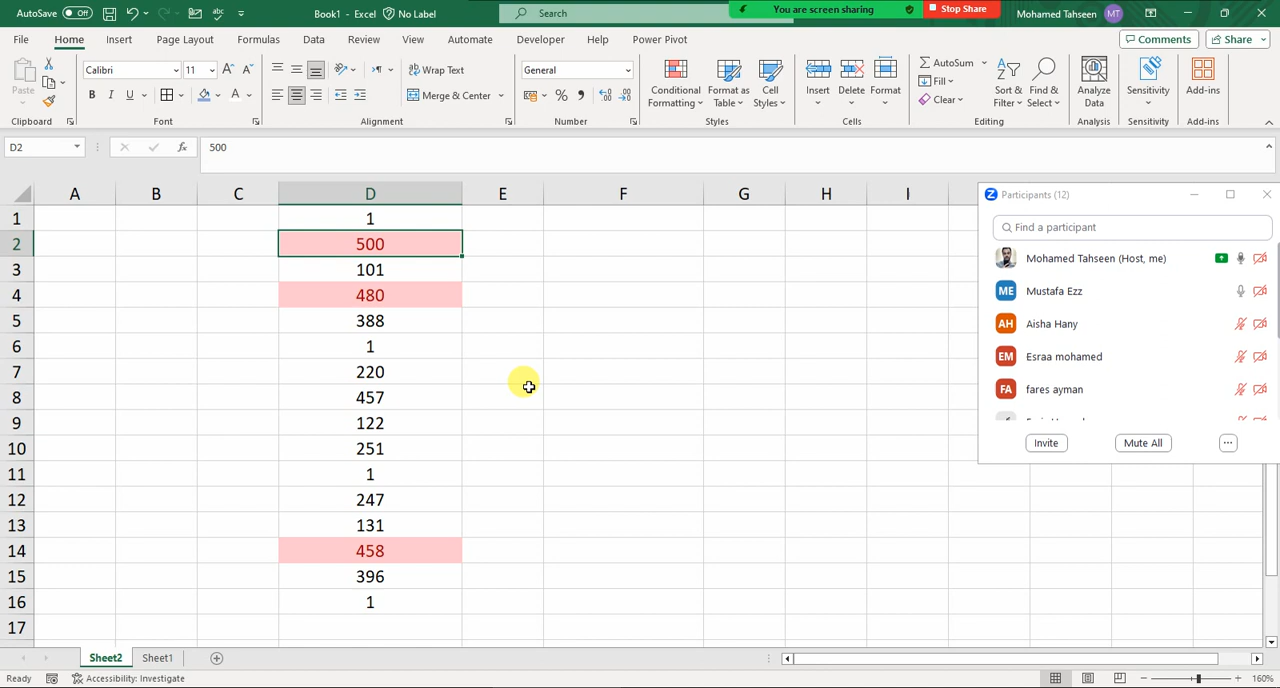 AutoSave Off Book1 - Excel No Label Search You are screen sharing Stop Share Mohamed Tahseen MT
File Home Insert Page Layout Formulas Data Review View Automate Developer Help Power Pivot Comments Share
Paste Calibri 11 Wrap Text General Conditional Formatting Format as Table Cell Styles Insert Delete Format AutoSum Fill Clear Sort & Filter Find & Select Analyze Data Sensitivity Add-ins
B I U A Merge & Center % 9
Clipboard Font Alignment Number Styles Cells Editing Analysis Sensitivity Add-ins
D2 fx 500
A B C D E F G H I
1 1
2 500
3 101
4 480
5 388
6 1
7 220
8 457
9 122
10 251
11 1
12 247
13 131
14 458
15 396
16 1
17
Participants (12)
Find a participant
Mohamed Tahseen (Host, me)
ME Mustafa Ezz
AH Aisha Hany
EM Esraa mohamed
FA fares ayman
Invite Mute All ...
Sheet2 Sheet1
Ready Accessibility: Investigate 160%